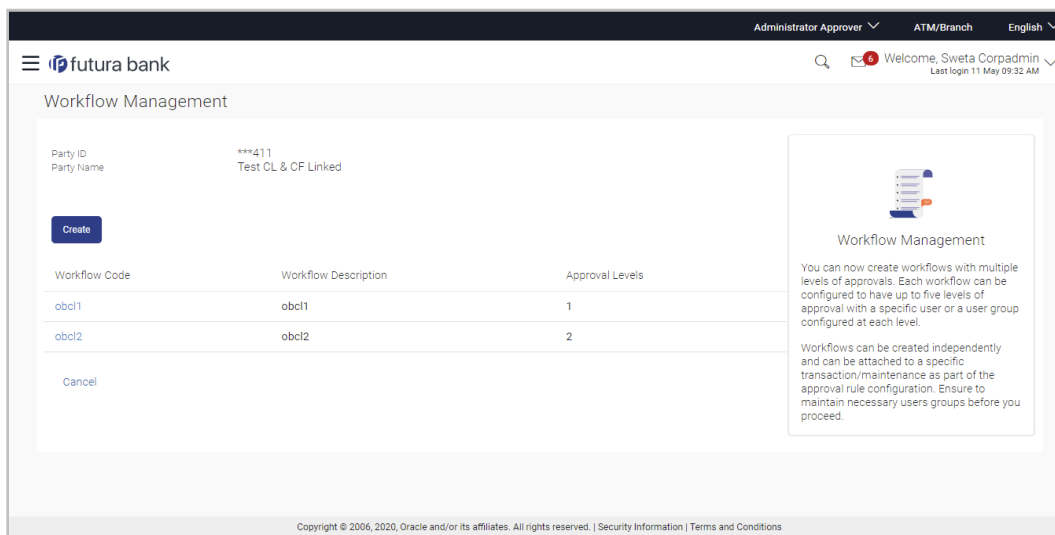 Administrator Approver ATM/Branch English
futura bank
6 Welcome, Sweta Corpadmin
Last login 11 May 09:32 AM
Workflow Management
Party ID ***411
Party Name Test CL & CF Linked
Create
Workflow Code Workflow Description Approval Levels
obcl1 obcl1 1
obcl2 obcl2 2
Cancel
Workflow Management
You can now create workflows with multiple
levels of approvals. Each workflow can be
configured to have up to five levels of
approval with a specific user or a user group
configured at each level.
Workflows can be created independently
and can be attached to a specific
transaction/maintenance as part of the
approval rule configuration. Ensure to
maintain necessary users groups before you
proceed.
Copyright © 2006, 2020, Oracle and/or its affiliates. All rights reserved. | Security Information | Terms and Conditions